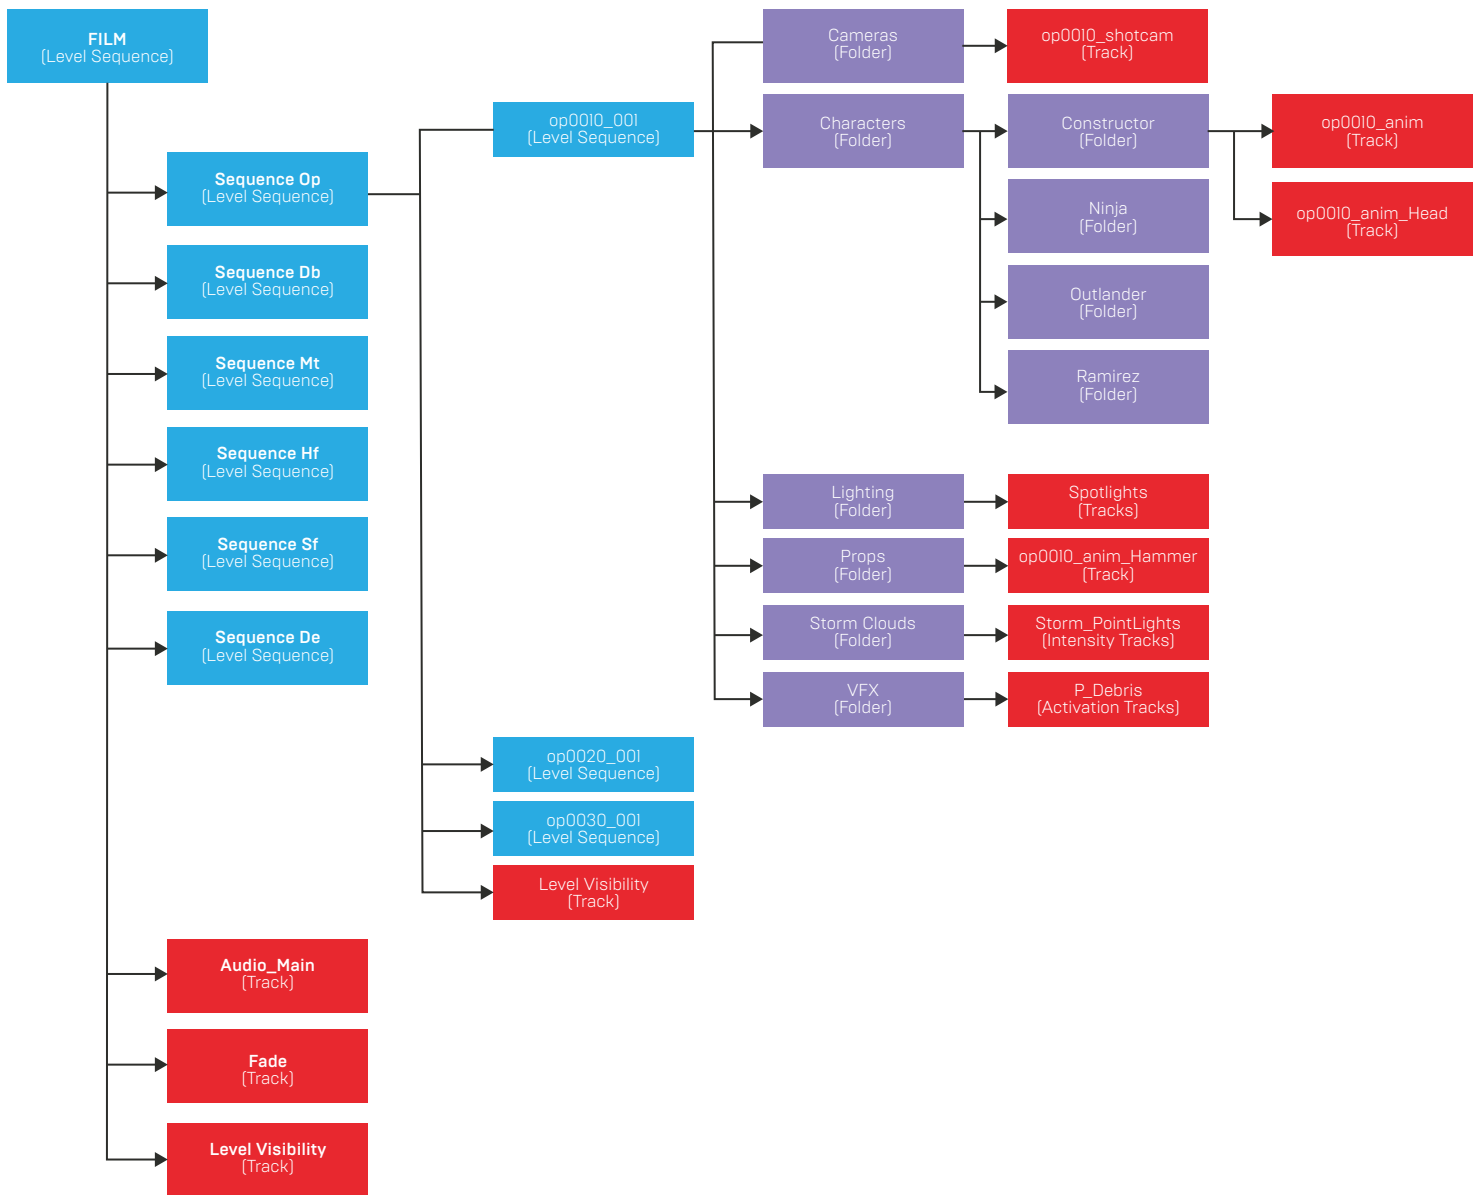 FILM
(Level Sequence)
Sequence Op
(Level Sequence)
Sequence Db
(Level Sequence)
Sequence Mt
(Level Sequence)
Sequence Hf
(Level Sequence)
Sequence Sf
(Level Sequence)
Sequence De
(Level Sequence)
Audio_Main
(Track)
Fade
(Track)
Level Visibility
(Track)
op0010_001
(Level Sequence)
op0020_001
(Level Sequence)
op0030_001
(Level Sequence)
Level Visibility
(Track)
Cameras
(Folder)
op0010_shotcam
(Track)
Characters
(Folder)
Constructor
(Folder)
op0010_anim
(Track)
op0010_anim_Head
(Track)
Ninja
(Folder)
Outlander
(Folder)
Ramirez
(Folder)
Lighting
(Folder)
Spotlights
(Tracks)
Props
(Folder)
op0010_anim_Hammer
(Track)
Storm Clouds
(Folder)
Storm_PointLights
(Intensity Tracks)
VFX
(Folder)
P_Debris
(Activation Tracks)